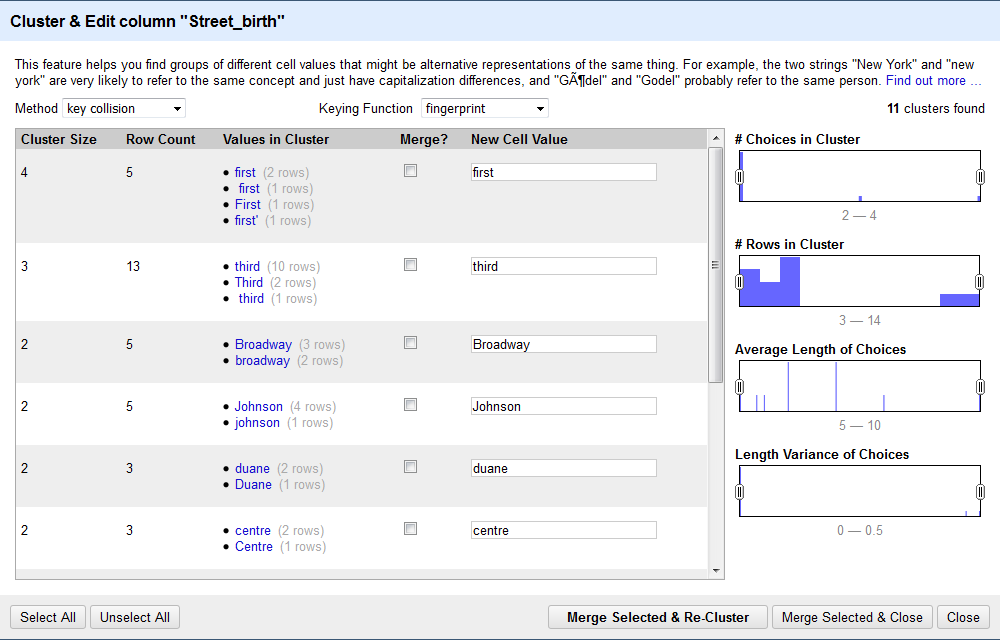 Cluster & Edit column "Street_birth"
This feature helps you find groups of different cell values that might be alternative representations of the same thing. For example, the two strings "New York" and "new
york" are very likely to refer to the same concept and just have capitalization differences, and "GÃ¶del" and "Godel" probably refer to the same person. Find out more ...
Method key collision Keying Function fingerprint 11 clusters found
Cluster Size Row Count Values in Cluster Merge? New Cell Value
4 5 • first (2 rows) first
• first (1 rows)
• First (1 rows)
• first' (1 rows)
3 13 • third (10 rows) third
• Third (2 rows)
• third (1 rows)
2 5 • Broadway (3 rows) Broadway
• broadway (2 rows)
2 5 • Johnson (4 rows) Johnson
• johnson (1 rows)
2 3 • duane (2 rows) duane
• Duane (1 rows)
2 3 • centre (2 rows) centre
• Centre (1 rows)
# Choices in Cluster
2 — 4
# Rows in Cluster
3 — 14
Average Length of Choices
5 — 10
Length Variance of Choices
0 — 0.5
Select All Unselect All Merge Selected & Re-Cluster Merge Selected & Close Close